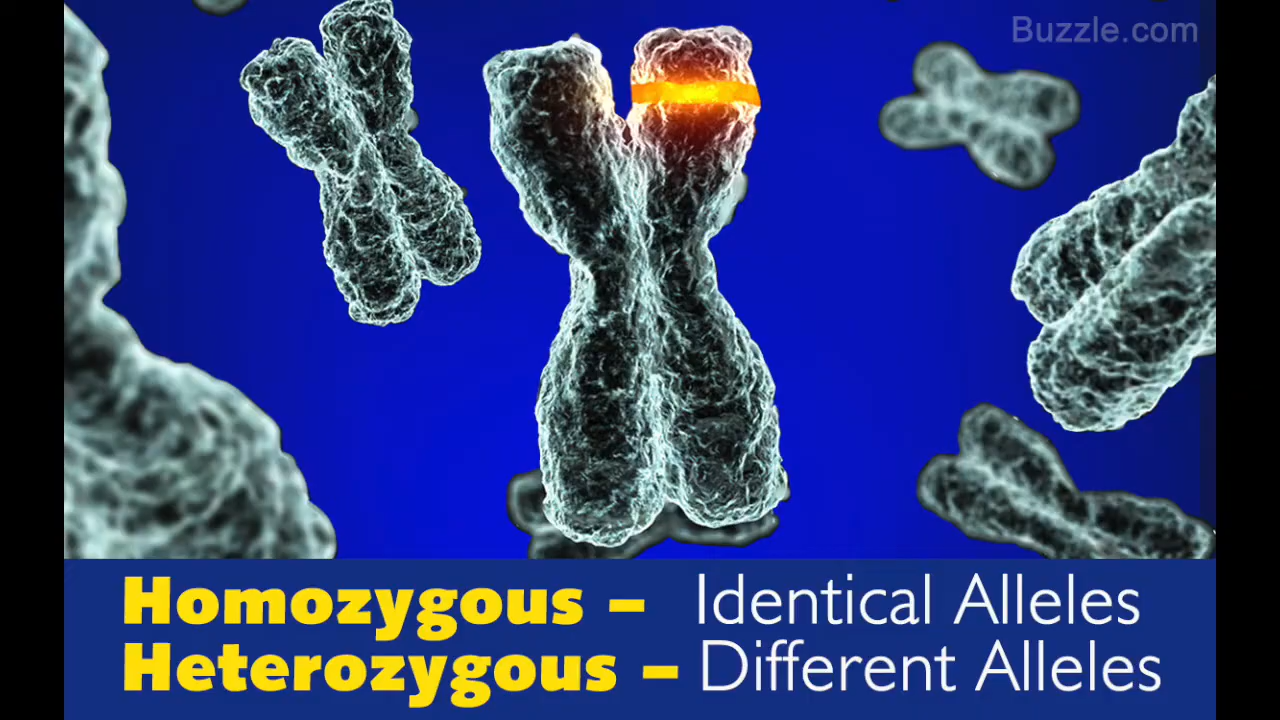 Buzzle.com
Homozygous – Identical Alleles
Heterozygous – Different Alleles